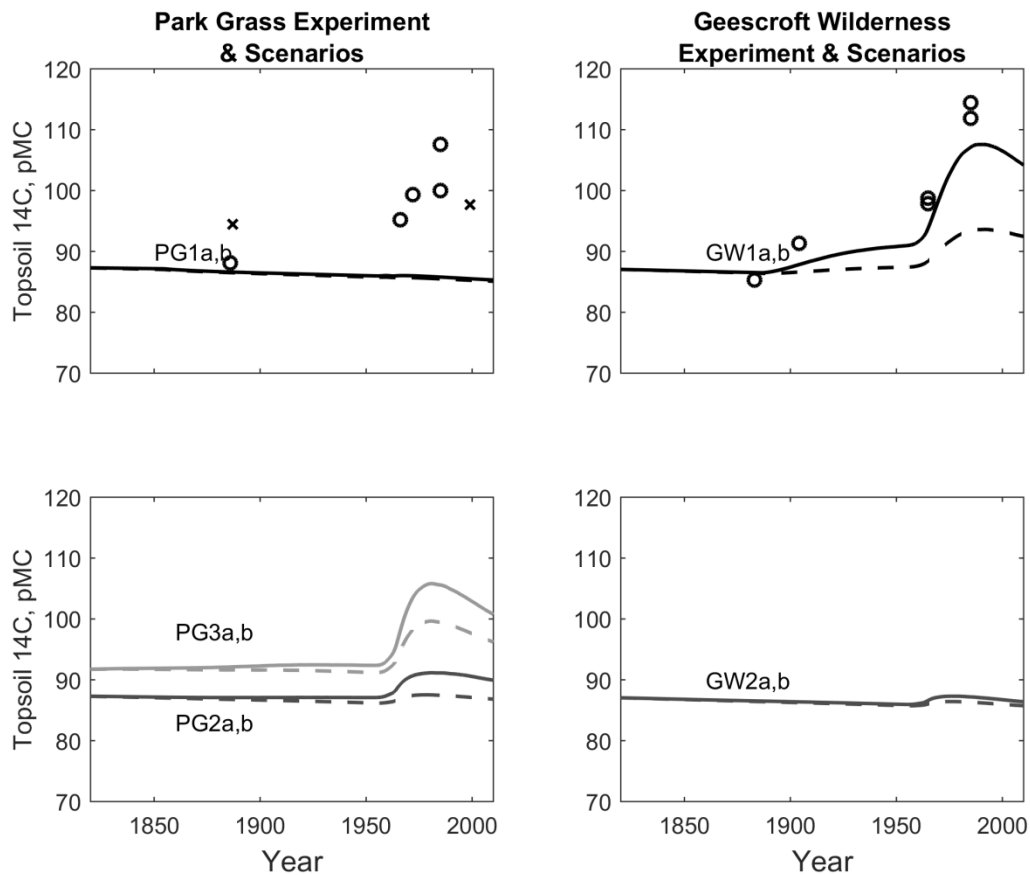 Park Grass Experiment
& Scenarios
Geescroft Wilderness
Experiment & Scenarios
Topsoil 14C, pMC
120
110
100
90
80
70
PG1a,b
120
110
100
90
80
70
GW1a,b
Topsoil 14C, pMC
120
110
100
90
80
70
PG3a,b
PG2a,b
1850
1900
1950
2000
Year
120
110
100
90
80
70
GW2a,b
1850
1900
1950
2000
Year